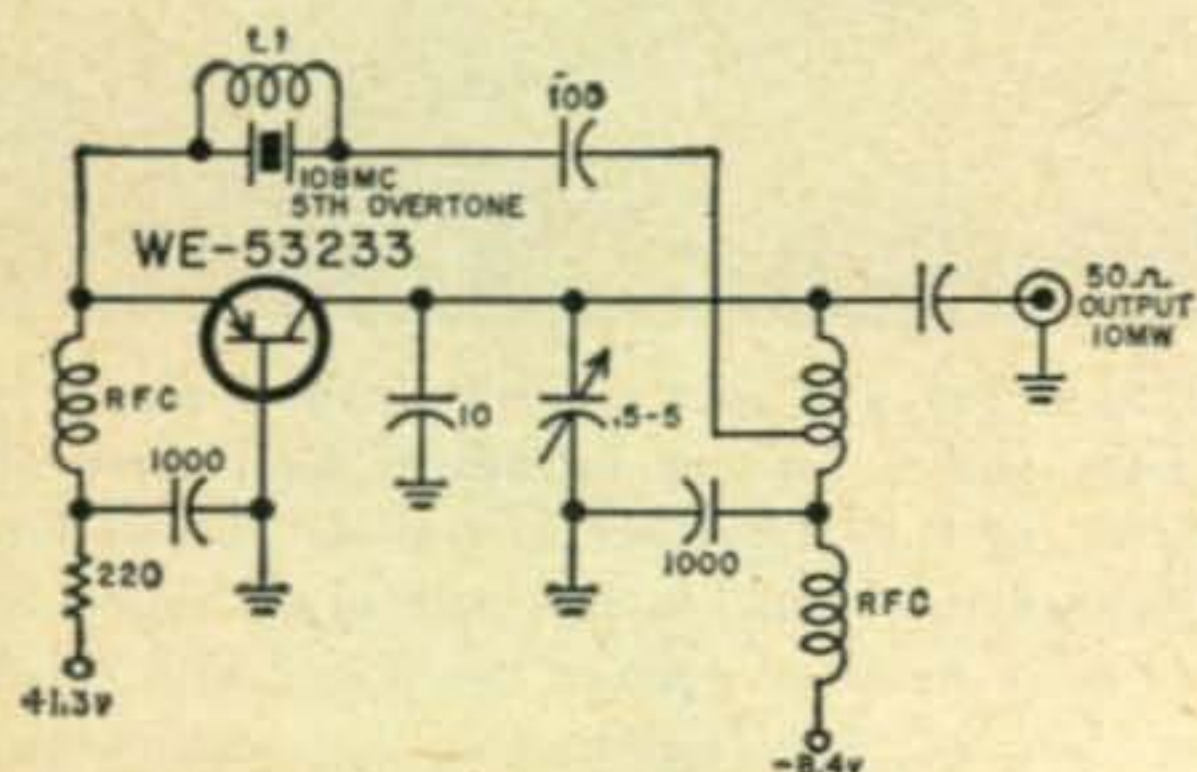 100
108MC
5TH OVERTONE
WE-53233
50Ω
OUTPUT
10MW
RFC
10
.5-5
1000
1000
220
RFC
+1.3v
-8.4v